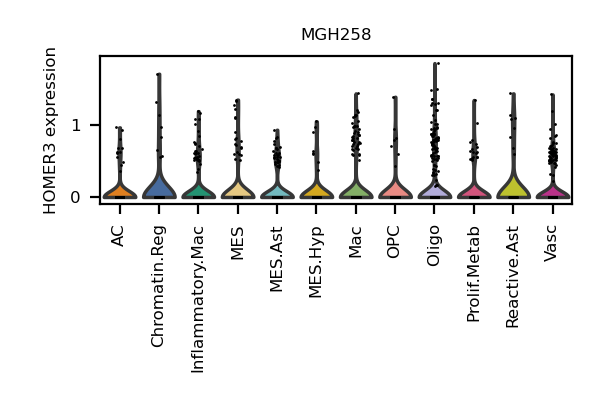 MGH258
HOMER3 expression
1
0
AC
Chromatin.Reg
Inflammatory.Mac
MES
MES.Ast
MES.Hyp
Mac
OPC
Oligo
Prolif.Metab
Reactive.Ast
Vasc